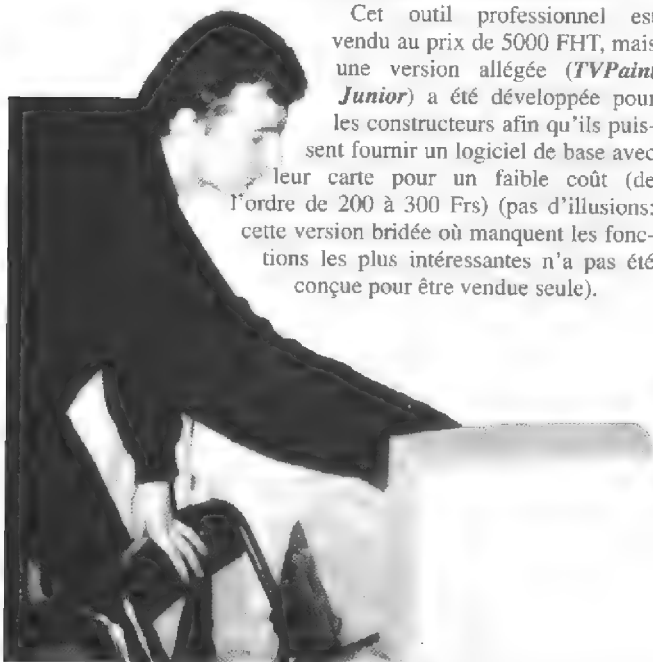 Cet outil professionnel est
vendu au prix de 5000 FHT, mais
une version allégée (TVPaint
Junior) a été développée pour
les constructeurs afin qu'ils puis-
sent fournir un logiciel de base avec
leur carte pour un faible coût (de
l'ordre de 200 à 300 Frs) (pas d'illusions:
cette version bridée où manquent les fonc-
tions les plus intéressantes n'a pas été
conçue pour être vendue seule).